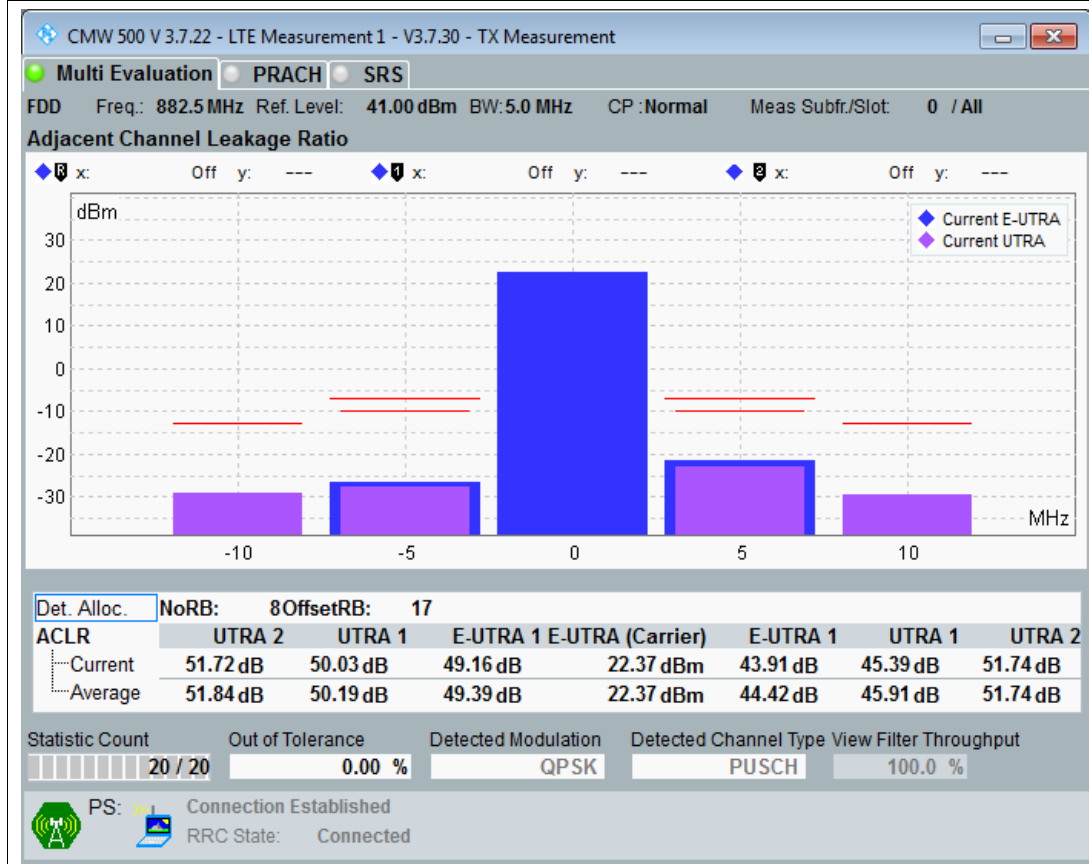 CMW 500 V 3.7.22 - LTE Measurement 1 - V3.7.30 - TX Measurement
Multi Evaluation PRACH SRS
FDD Freq.: 882.5 MHz Ref. Level: 41.00 dBm BW: 5.0 MHz CP : Normal Meas Subfr./Slot: 0 / All
Adjacent Channel Leakage Ratio
R x: Off y: --- 1 x: Off y: --- 2 x: Off y: ---
dBm
Current E-UTRA
Current UTRA
30
20
10
0
-10
-20
-30
MHz
-10 -5 0 5 10
Det. Alloc. NoRB: 8 OffsetRB: 17
ACLR UTRA 2 UTRA 1 E-UTRA 1 E-UTRA (Carrier) E-UTRA 1 UTRA 1 UTRA 2
Current 51.72 dB 50.03 dB 49.16 dB 22.37 dBm 43.91 dB 45.39 dB 51.74 dB
Average 51.84 dB 50.19 dB 49.39 dB 22.37 dBm 44.42 dB 45.91 dB 51.74 dB
Statistic Count Out of Tolerance Detected Modulation Detected Channel Type View Filter Throughput
20 / 20 0.00 % QPSK PUSCH 100.0 %
PS: Connection Established
RRC State: Connected